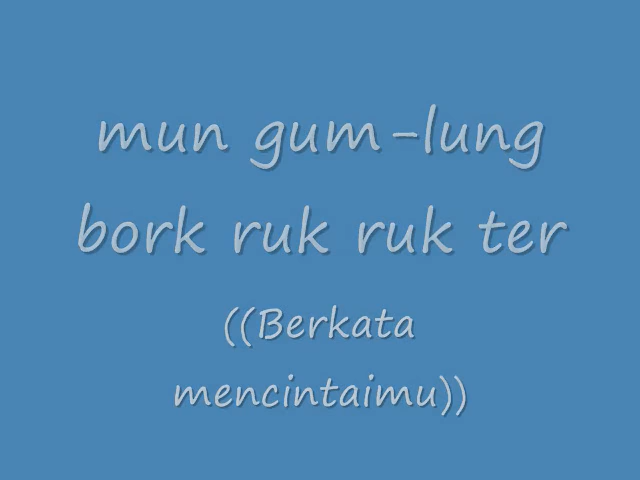 mun gum-lung
bork ruk ruk ter
((Berkata
mencintaimu))